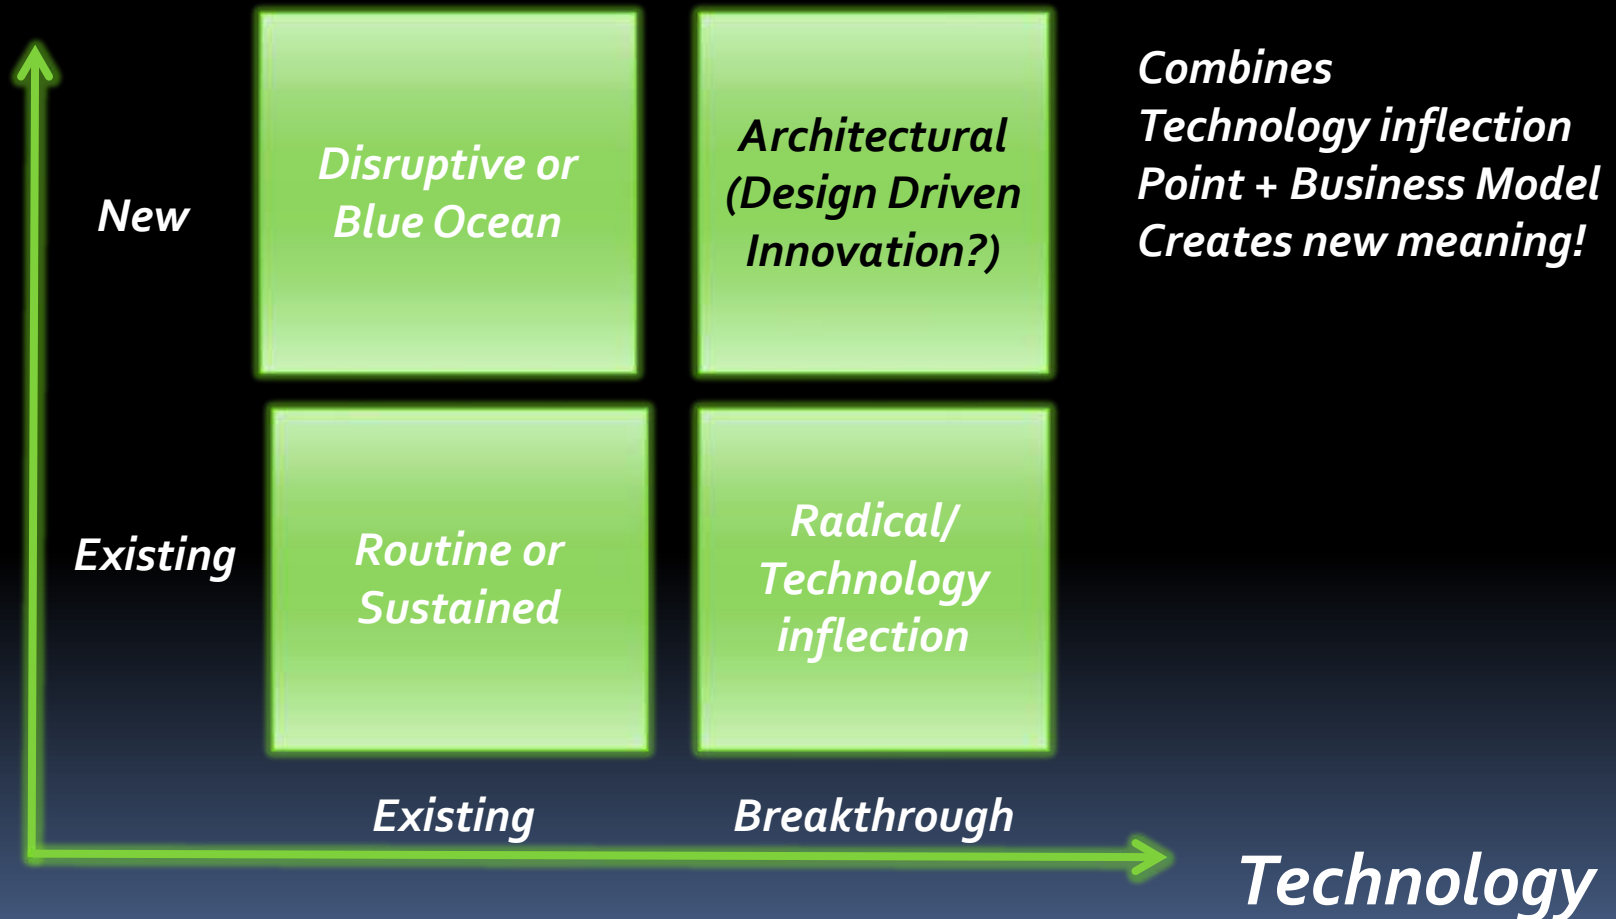 New
Disruptive or
Blue Ocean
Architectural
(Design Driven
Innovation?)
Combines
Technology inflection
Point + Business Model
Creates new meaning!
Existing
Routine or
Sustained
Radical/
Technology
inflection
Existing
Breakthrough
Technology